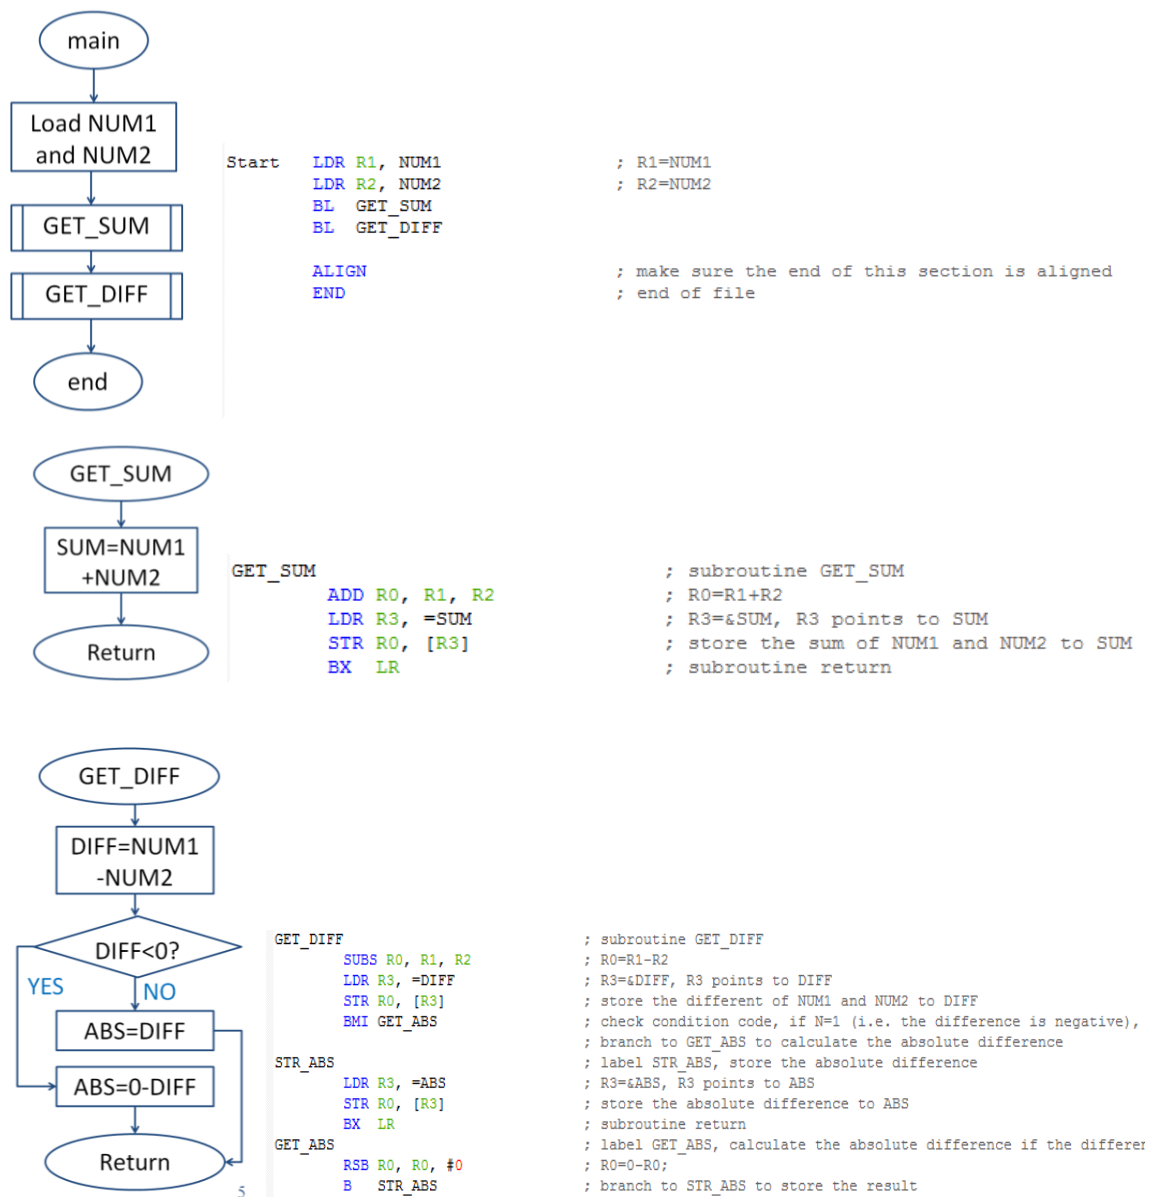 main
Load NUM1
and NUM2
GET_SUM
GET_DIFF
end
Start LDR R1, NUM1 ; R1=NUM1
LDR R2, NUM2 ; R2=NUM2
BL GET_SUM
BL GET_DIFF
ALIGN ; make sure the end of this section is aligned
END ; end of file
GET_SUM
SUM=NUM1
+NUM2
Return
GET_SUM ; subroutine GET_SUM
ADD R0, R1, R2 ; R0=R1+R2
LDR R3, =SUM ; R3=&SUM, R3 points to SUM
STR R0, [R3] ; store the sum of NUM1 and NUM2 to SUM
BX LR ; subroutine return
GET_DIFF
DIFF=NUM1
-NUM2
DIFF<0?
YES
NO
ABS=DIFF
ABS=0-DIFF
Return
5
GET_DIFF ; subroutine GET_DIFF
SUBS R0, R1, R2 ; R0=R1-R2
LDR R3, =DIFF ; R3=&DIFF, R3 points to DIFF
STR R0, [R3] ; store the different of NUM1 and NUM2 to DIFF
BMI GET_ABS ; check condition code, if N=1 (i.e. the difference is negative),
; branch to GET_ABS to calculate the absolute difference
STR_ABS ; label STR_ABS, store the absolute difference
LDR R3, =ABS ; R3=&ABS, R3 points to ABS
STR R0, [R3] ; store the absolute difference to ABS
BX LR ; subroutine return
GET_ABS ; label GET_ABS, calculate the absolute difference if the differer
RSB R0, R0, #0 ; R0=0-R0;
B STR_ABS ; branch to STR_ABS to store the result